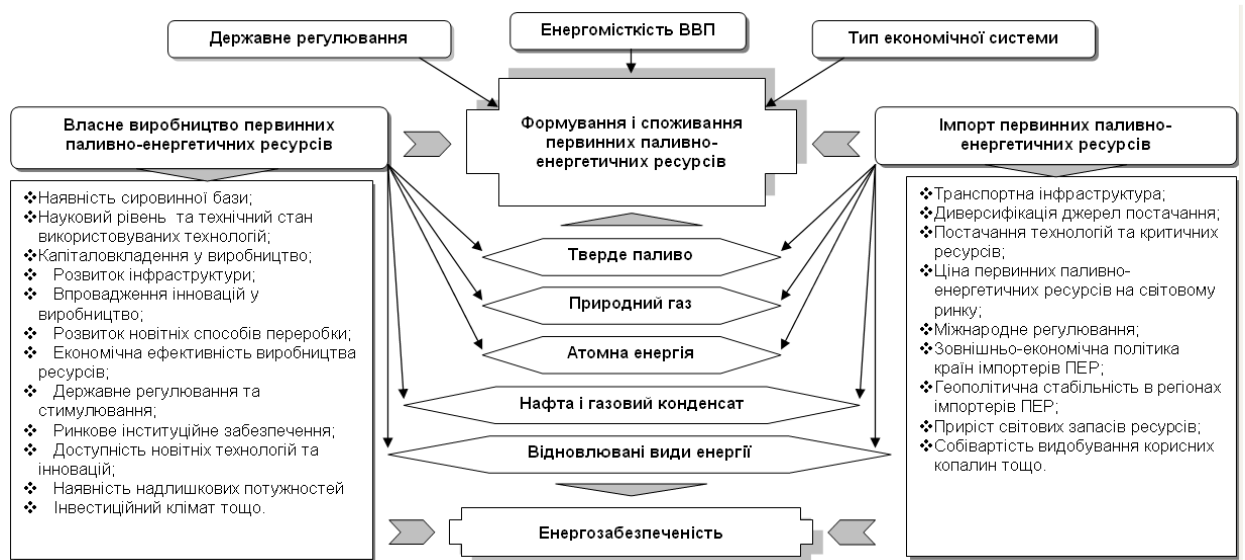 Державне регулювання
Енергомісткість ВВП
Тип економічної системи
Власне виробництво первинних
паливно-енергетичних ресурсів
Формування і споживання
первинних паливно-
енергетичних ресурсів
Імпорт первинних паливно-
енергетичних ресурсів
❖Наявність сировинної бази;
❖Науковий рівень та технічний стан
використовуваних технологій;
❖Капіталовкладення у виробництво;
❖ Розвиток інфраструктури;
❖ Впровадження інновацій у
виробництво;
❖ Розвиток новітніх способів переробки;
❖ Економічна ефективність виробництва
ресурсів;
❖ Державне регулювання та
стимулювання;
❖ Ринкове інституційне забезпечення;
❖ Доступність новітніх технологій та
інновацій;
❖ Наявність надлишкових потужностей
❖ Інвестиційний клімат тощо.
Тверде паливо
Природний газ
Атомна енергія
Нафта і газовий конденсат
Відновлювані види енергії
❖Транспортна інфраструктура;
❖Диверсифікація джерел постачання;
❖Постачання технологій та критичних
ресурсів;
❖Ціна первинних паливно-
енергетичних ресурсів на світовому
ринку;
❖Міжнародне регулювання;
❖Зовнішньо-економічна політика
країн імпортерів ПЕР;
❖Геополітична стабільність в регіонах
імпортерів ПЕР;
❖Приріст світових запасів ресурсів;
❖Собівартість видобування корисних
копалин тощо.
Енергозабезпеченість